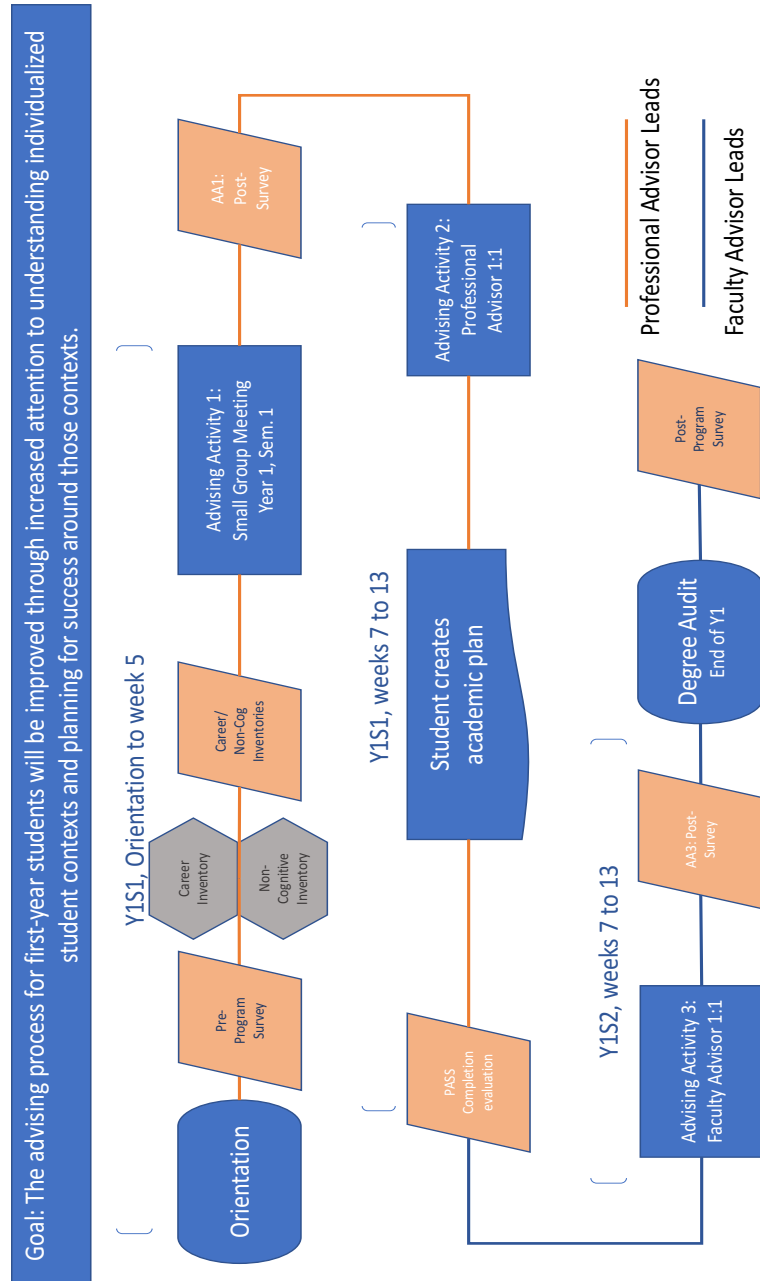 Goal: The advising process for first-year students will be improved through increased attention to understanding individualized
student contexts and planning for success around those contexts.
Y1S1, Orientation to week 5
Orientation
Pre-
Program
Survey
Career
Inventory
Non-
Cognitive
Inventory
Career/
Non-Cog
Inventories
Advising Activity 1:
Small Group Meeting
Year 1, Sem. 1
AA1:
Post-
Survey
Y1S1, weeks 7 to 13
Advising Activity 2:
Professional
Advisor 1:1
Student creates
academic plan
PASS
Completion
evaluation
Y1S2, weeks 7 to 13
Advising Activity 3:
Faculty Advisor 1:1
AA3: Post-
Survey
Degree Audit
End of Y1
Post-
Program
Survey
Professional Advisor Leads
Faculty Advisor Leads